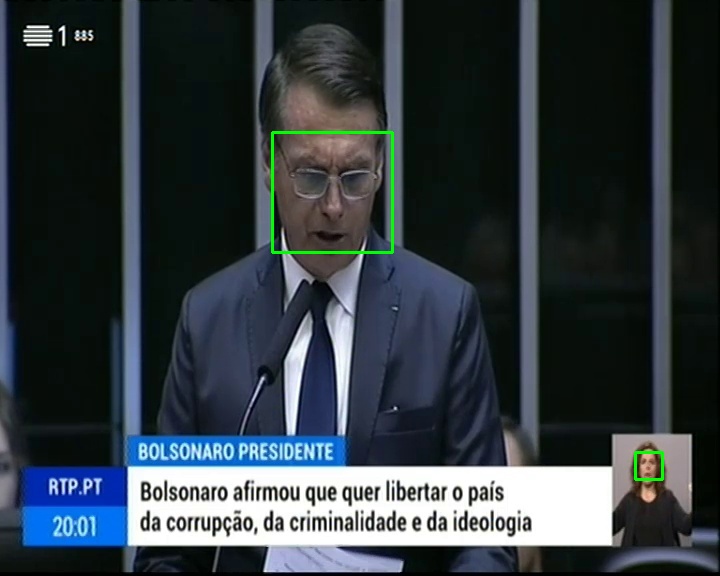 1 885
BOLSONARO PRESIDENTE
RTP.PT
Bolsonaro afirmou que quer libertar o país
da corrupção, da criminalidade e da ideologia
20:01